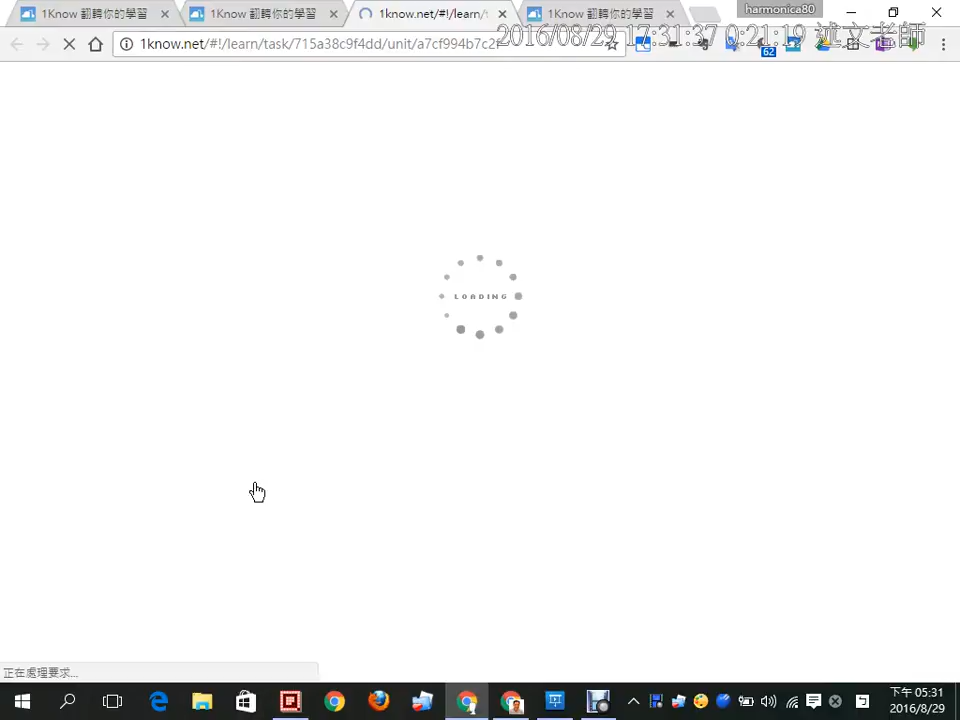 1Know 翻轉你的學習
1Know 翻轉你的學習
1know.net/#!/learn/t
1Know 翻轉你的學習
harmonica80
1know.net/#!/learn/task/715a38c9f4dd/unit/a7cf994b7c2f
2016/08/29 17:31:37 0:21:19 述文老師
62
LOADING
正在處理要求...
下午 05:31
2016/8/29